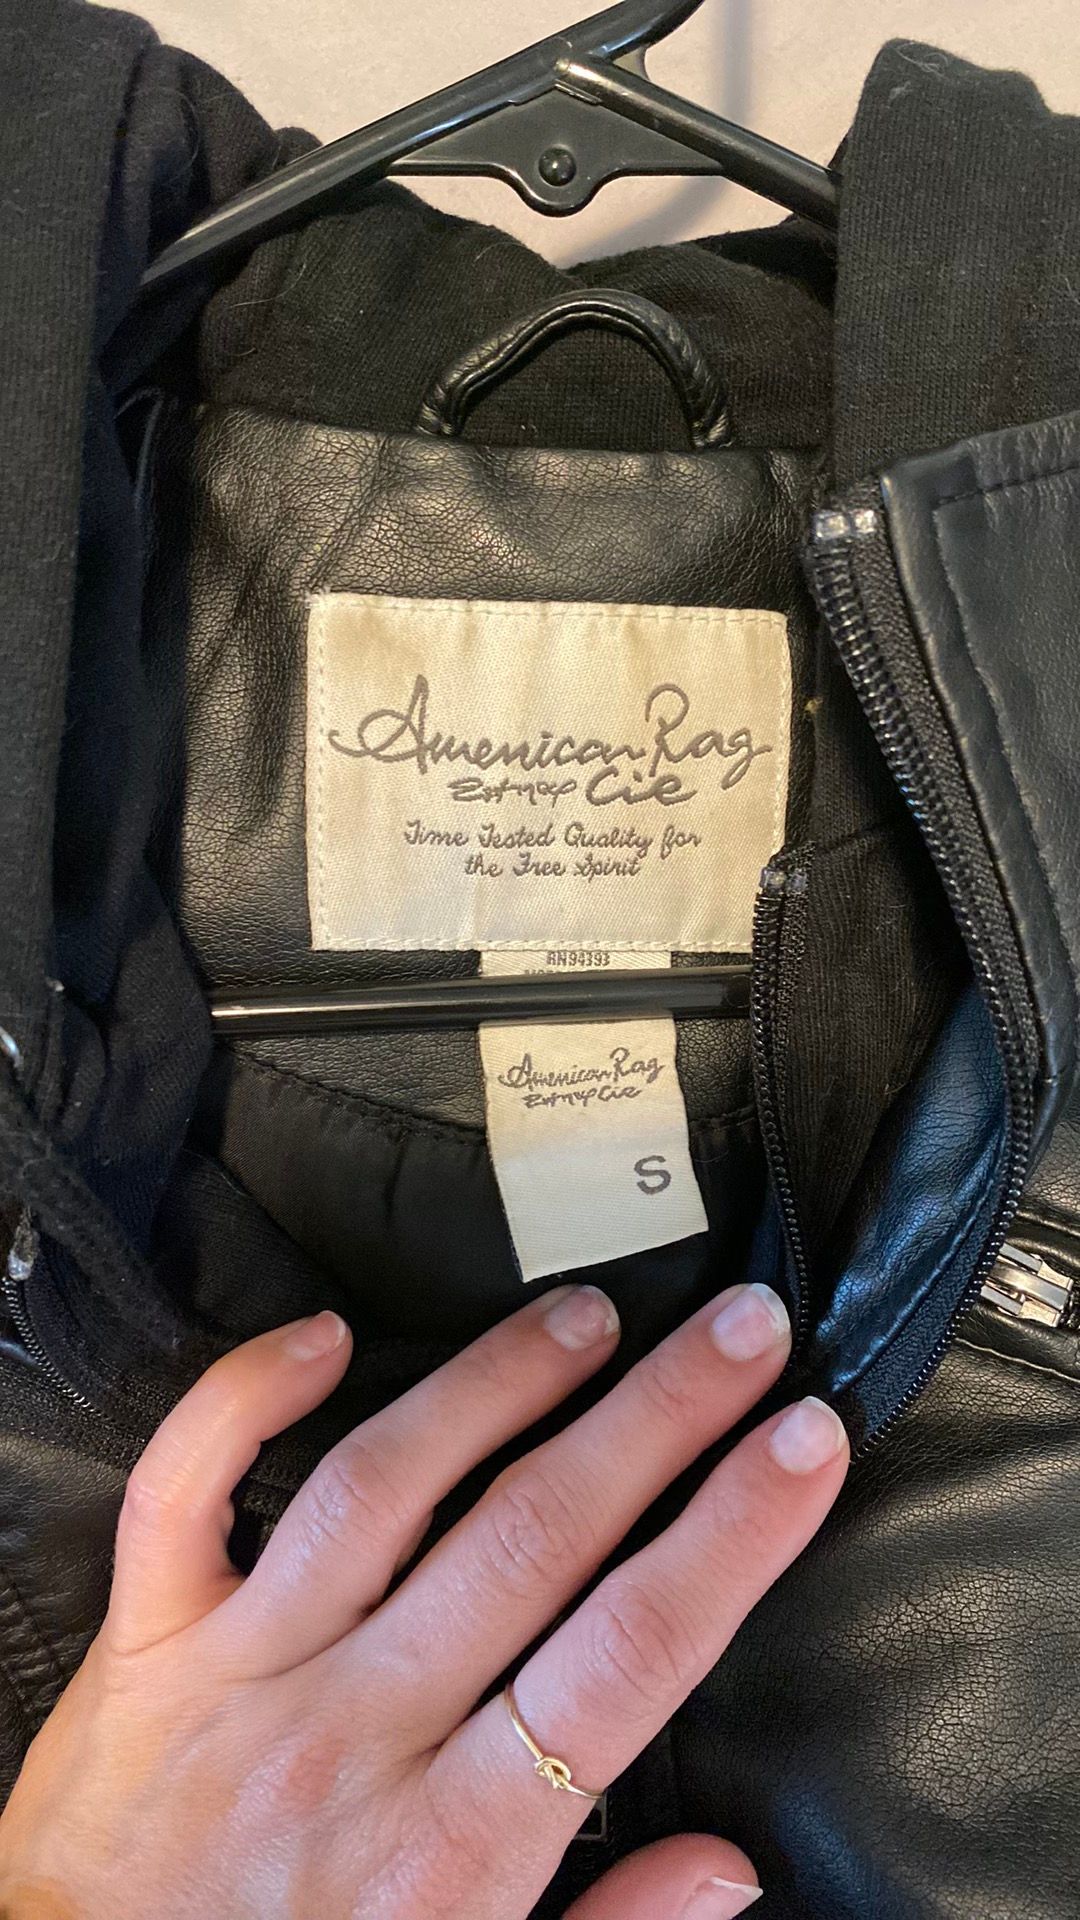 American Rag
Cie
Time Tested Quality for
the Free Spirit
RN94393
American Rag
Cie
S